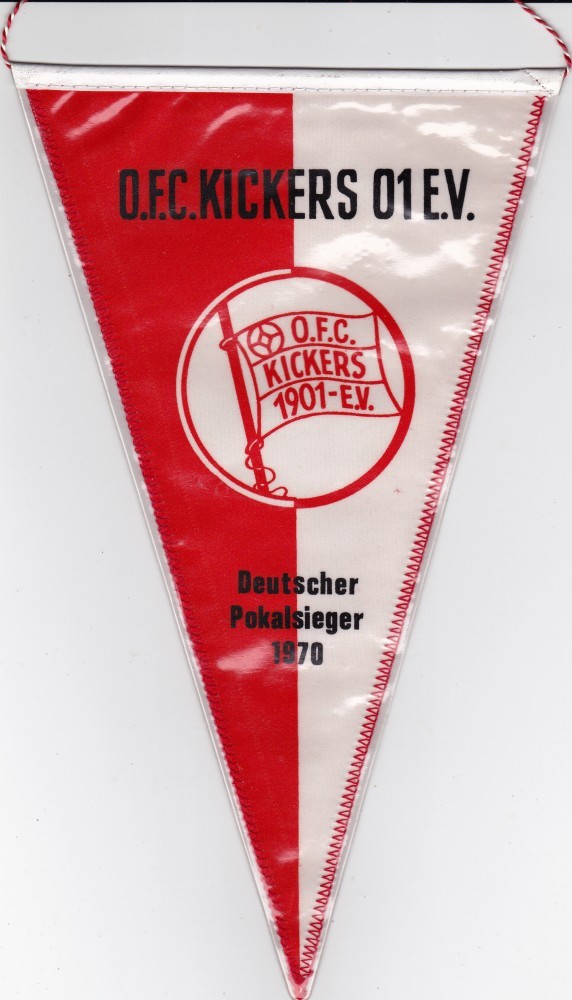 O.F.C. KICKERS 01 E.V.
O.F.C.
KICKERS
1901-E.V.
Deutscher
Pokalsieger
1970